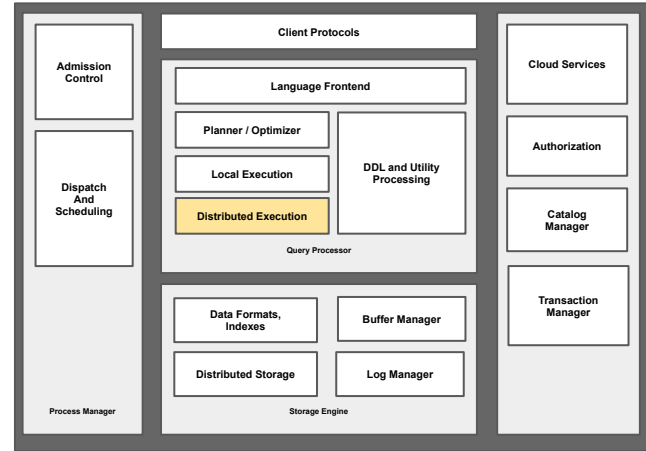 Admission
Control
Dispatch
And
Scheduling
Process Manager
Client Protocols
Language Frontend
Planner / Optimizer
Local Execution
Distributed Execution
DDL and Utility
Processing
Query Processor
Data Formats,
Indexes
Buffer Manager
Distributed Storage
Log Manager
Storage Engine
Cloud Services
Authorization
Catalog
Manager
Transaction
Manager